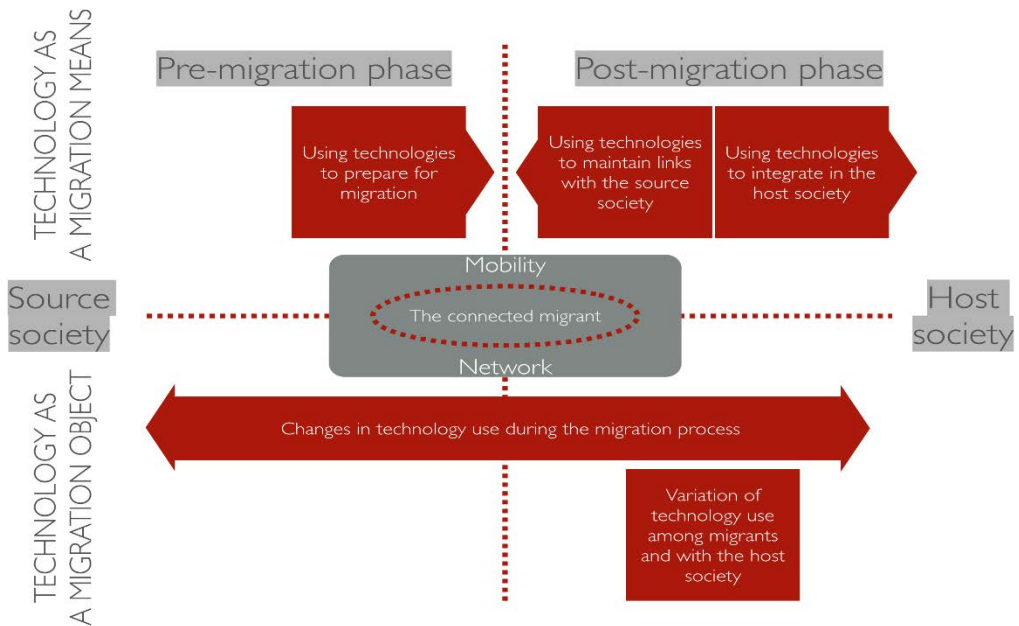 TECHNOLOGY AS
A MIGRATION MEANS
Pre-migration phase
Post-migration phase
Using technologies
to prepare for
migration
Using technologies
to maintain links
with the source
society
Using technologies
to integrate in the
host society
Source
society
Mobility
The connected migrant
Network
Host
society
TECHNOLOGY AS
A MIGRATION OBJECT
Changes in technology use during the migration process
Variation of
technology use
among migrants
and with the host
society